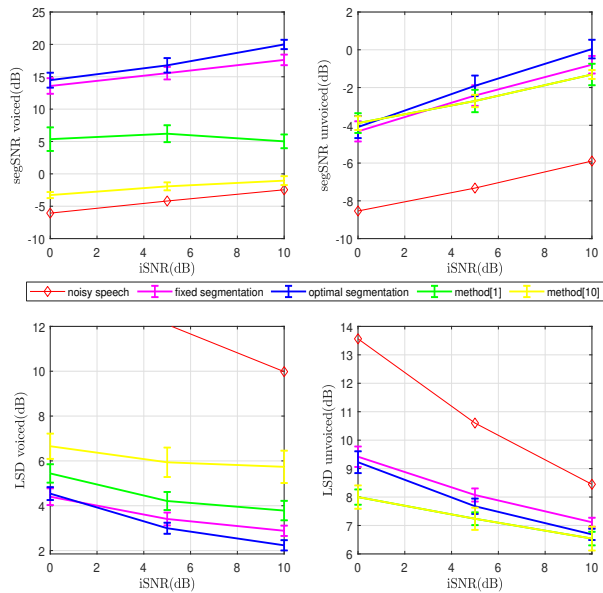 25
20
15
10
5
0
-5
-10
segSNR voiced(dB)
0 2 4 6 8 10
iSNR(dB)
2
0
-2
-4
-6
-8
-10
segSNR unvoiced(dB)
0 2 4 6 8 10
iSNR(dB)
noisy speech fixed segmentation optimal segmentation method[1] method[10]
12
10
8
6
4
2
LSD voiced(dB)
0 2 4 6 8 10
iSNR(dB)
14
13
12
11
10
9
8
7
6
LSD unvoiced(dB)
0 2 4 6 8 10
iSNR(dB)